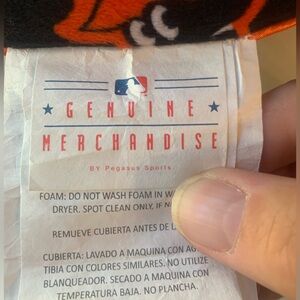 GENUINE
MERCHANDISE
BY Pegasus Sports.
FOAM: DO NOT WASH FOAM IN
DRYER. SPOT CLEAN ONLY. IF
REMUEVE CUBIERTA ANTES DE
CUBIERTA: LAVADO A MAQUINA CON
TIBIA CON COLORES SIMILARES. NO UTILIZE
BLANQUEADOR. SECADO A MAQUINA CON
TEMPERATURA BAJA. NO PLANCHA.